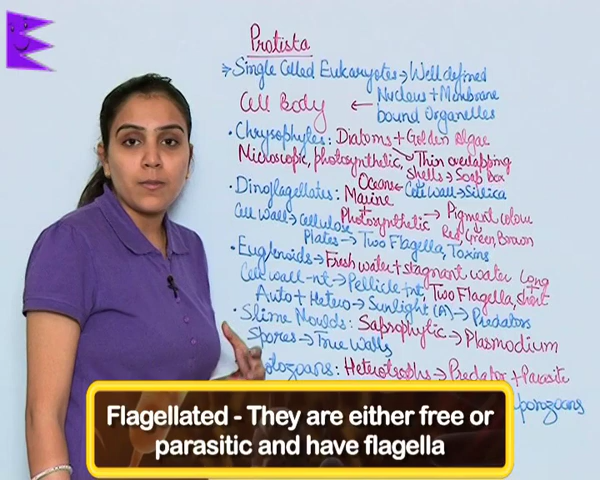 Protista
⇒ Single Celled Eukaryotes → Well defined
Nucleus + Membrane
bound Organelles
Cell Body ←
• Chrysophytes: Diatoms + Golden Algae
Microscopic, photosynthetic, Thin overlapping
Shells → Soap box
Oceans Cell Wall → Silica
• Dinoflagellates: Marine
+
Cell Wall → Cellulose Photosynthetic → Pigment colour
Red, Green, Brown
Plates → Two Flagella, Toxins
• Euglenoids → Fresh water + stagnant water
Cell wall - nt → Pellicle + nt, Two Flagella, Long + Short
Auto + Hetero → Sunlight (A) → Predators
• Slime Moulds: Saprophytic → Plasmodium
Spores → True Walls
Heterotrophs → Predator + Parasite
Flagellated - They are either free or
parasitic and have flagella